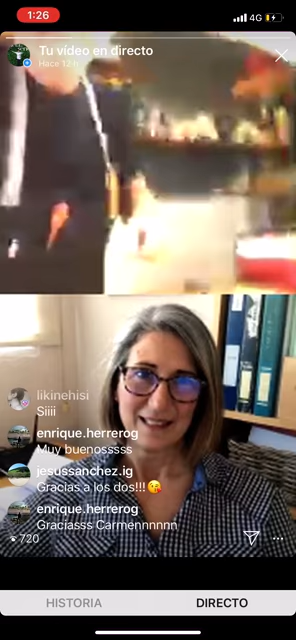 1:26
4G
Tu vídeo en directo
Hace 12 h
likinehisi
Siiii
enrique.herrerog
Muy buenosssss
jesussanchez.ig
Gracias a los dos!!!😘
enrique.herrerog
Graciasss Carmennnnnn
720
HISTORIA
DIRECTO